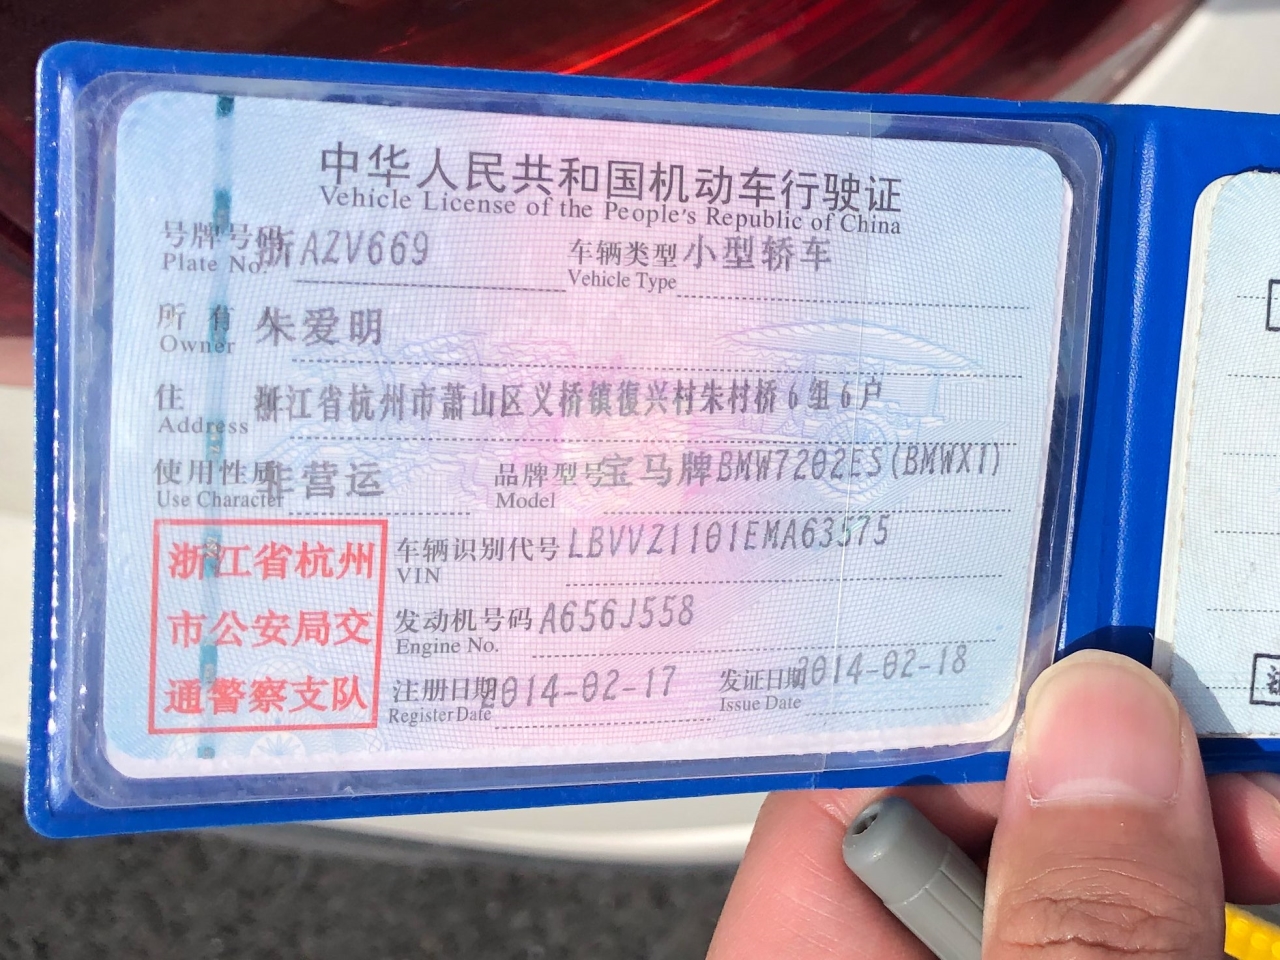 中华人民共和国机动车行驶证
Vehicle License of the People's Republic of China
号牌号码 浙AZV669 车辆类型 小型轿车
Plate No. Vehicle Type
所有人 朱爱明
Owner
住 浙江省杭州市萧山区义桥镇復兴村朱村桥6组6户
Address
使用性质 非营运 品牌型号 宝马牌BMW7202ES(BMWX1)
Use Character Model
浙江省杭州
市公安局交
通警察支队
车辆识别代号 LBVVZ1101EMA63575
VIN
发动机号码 A656J558
Engine No.
注册日期 2014-02-17 发证日期 2014-02-18
Register Date Issue Date